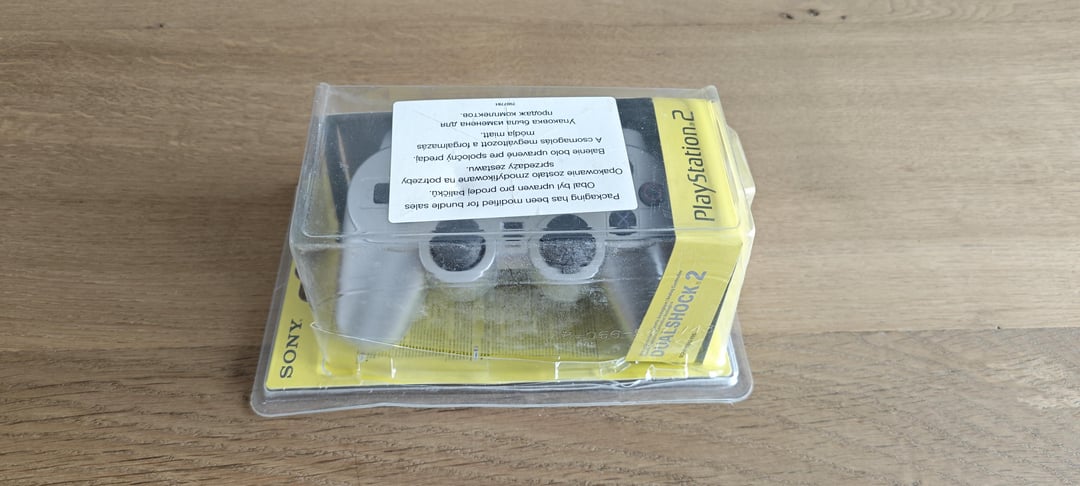 Packaging has been modified for bundle sales
Obal byl upraven pro prodej balíčků.
Opakowanie zostało zmodyfikowane na potrzeby
sprzedaży zestawu.
Balenie bolo upravené pre spoločný predaj.
A csomagolás megváltozott a forgalmazás
módja miatt.
Упаковка была изменена для
продаж комплектов.
7907791
PlayStation.2
DUALSHOCK.2
SONY